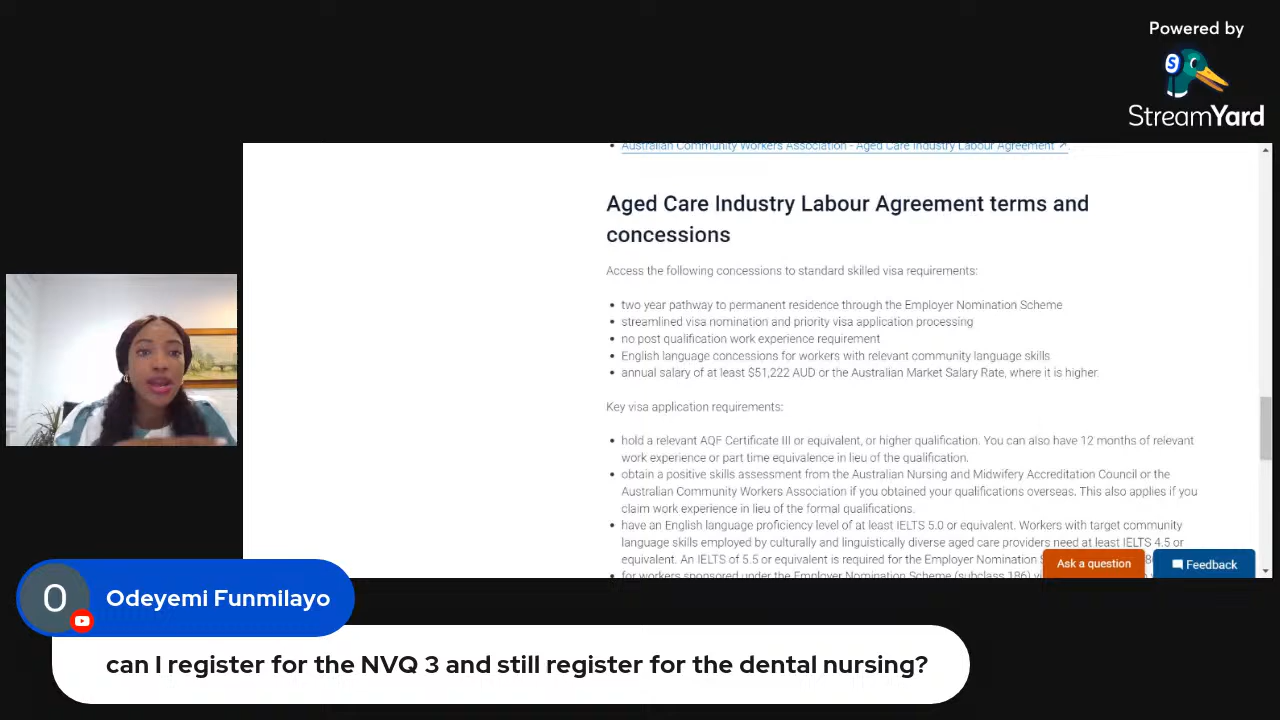 Powered by
S
StreamYard
Australian Community Workers Association - Aged Care Industry Labour Agreement
Aged Care Industry Labour Agreement terms and
concessions
Access the following concessions to standard skilled visa requirements:
• two year pathway to permanent residence through the Employer Nomination Scheme
• streamlined visa nomination and priority visa application processing
• no post qualification work experience requirement
• English language concessions for workers with relevant community language skills
• annual salary of at least $51,222 AUD or the Australian Market Salary Rate, where it is higher.
Key visa application requirements:
• hold a relevant AQF Certificate III or equivalent, or higher qualification. You can also have 12 months of relevant
work experience or part time equivalence in lieu of the qualification.
• obtain a positive skills assessment from the Australian Nursing and Midwifery Accreditation Council or the
Australian Community Workers Association if you obtained your qualifications overseas. This also applies if you
claim work experience in lieu of the formal qualifications.
• have an English language proficiency level of at least IELTS 5.0 or equivalent. Workers with target community
language skills employed by culturally and linguistically diverse aged care providers need at least IELTS 4.5 or
equivalent. An IELTS of 5.5 or equivalent is required for the Employer Nomination
• for workers sponsored under the Employer Nomination Scheme (subclass 186)
Ask a question
Feedback
O
Odeyemi Funmilayo
can I register for the NVQ 3 and still register for the dental nursing?